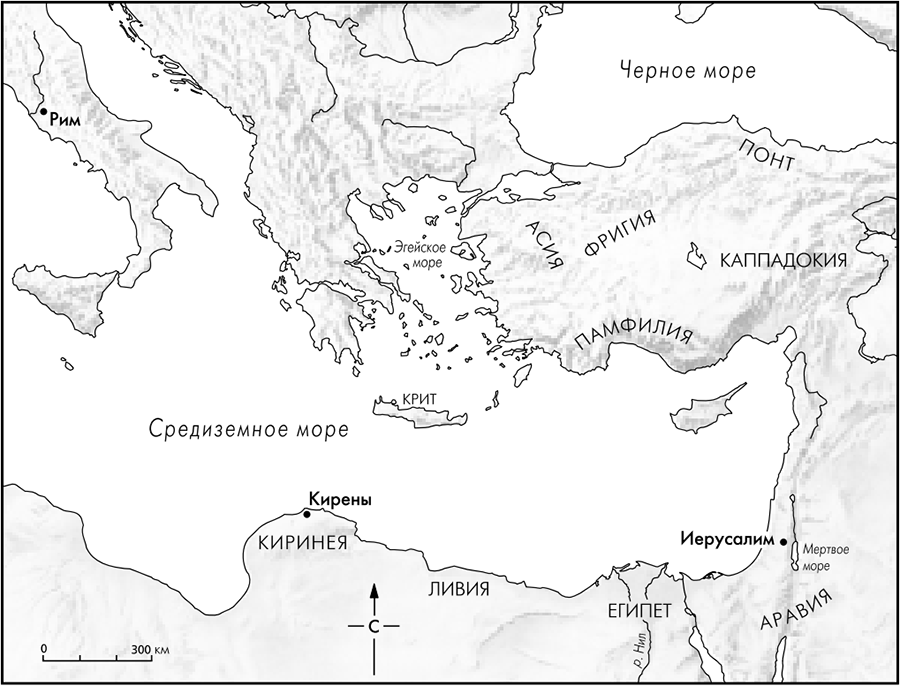 Черное море
Рим
ПОНТ
АСИЯ
ФРИГИЯ
Эгейское
море
КАППАДОКИЯ
ПАМФИЛИЯ
КРИТ
Средиземное море
Кирены
КИРИНЕЯ
Иерусалим
Мертвое
море
ЛИВИЯ
ЕГИПЕТ
АРАВИЯ
р. Нил
С
0 300 км